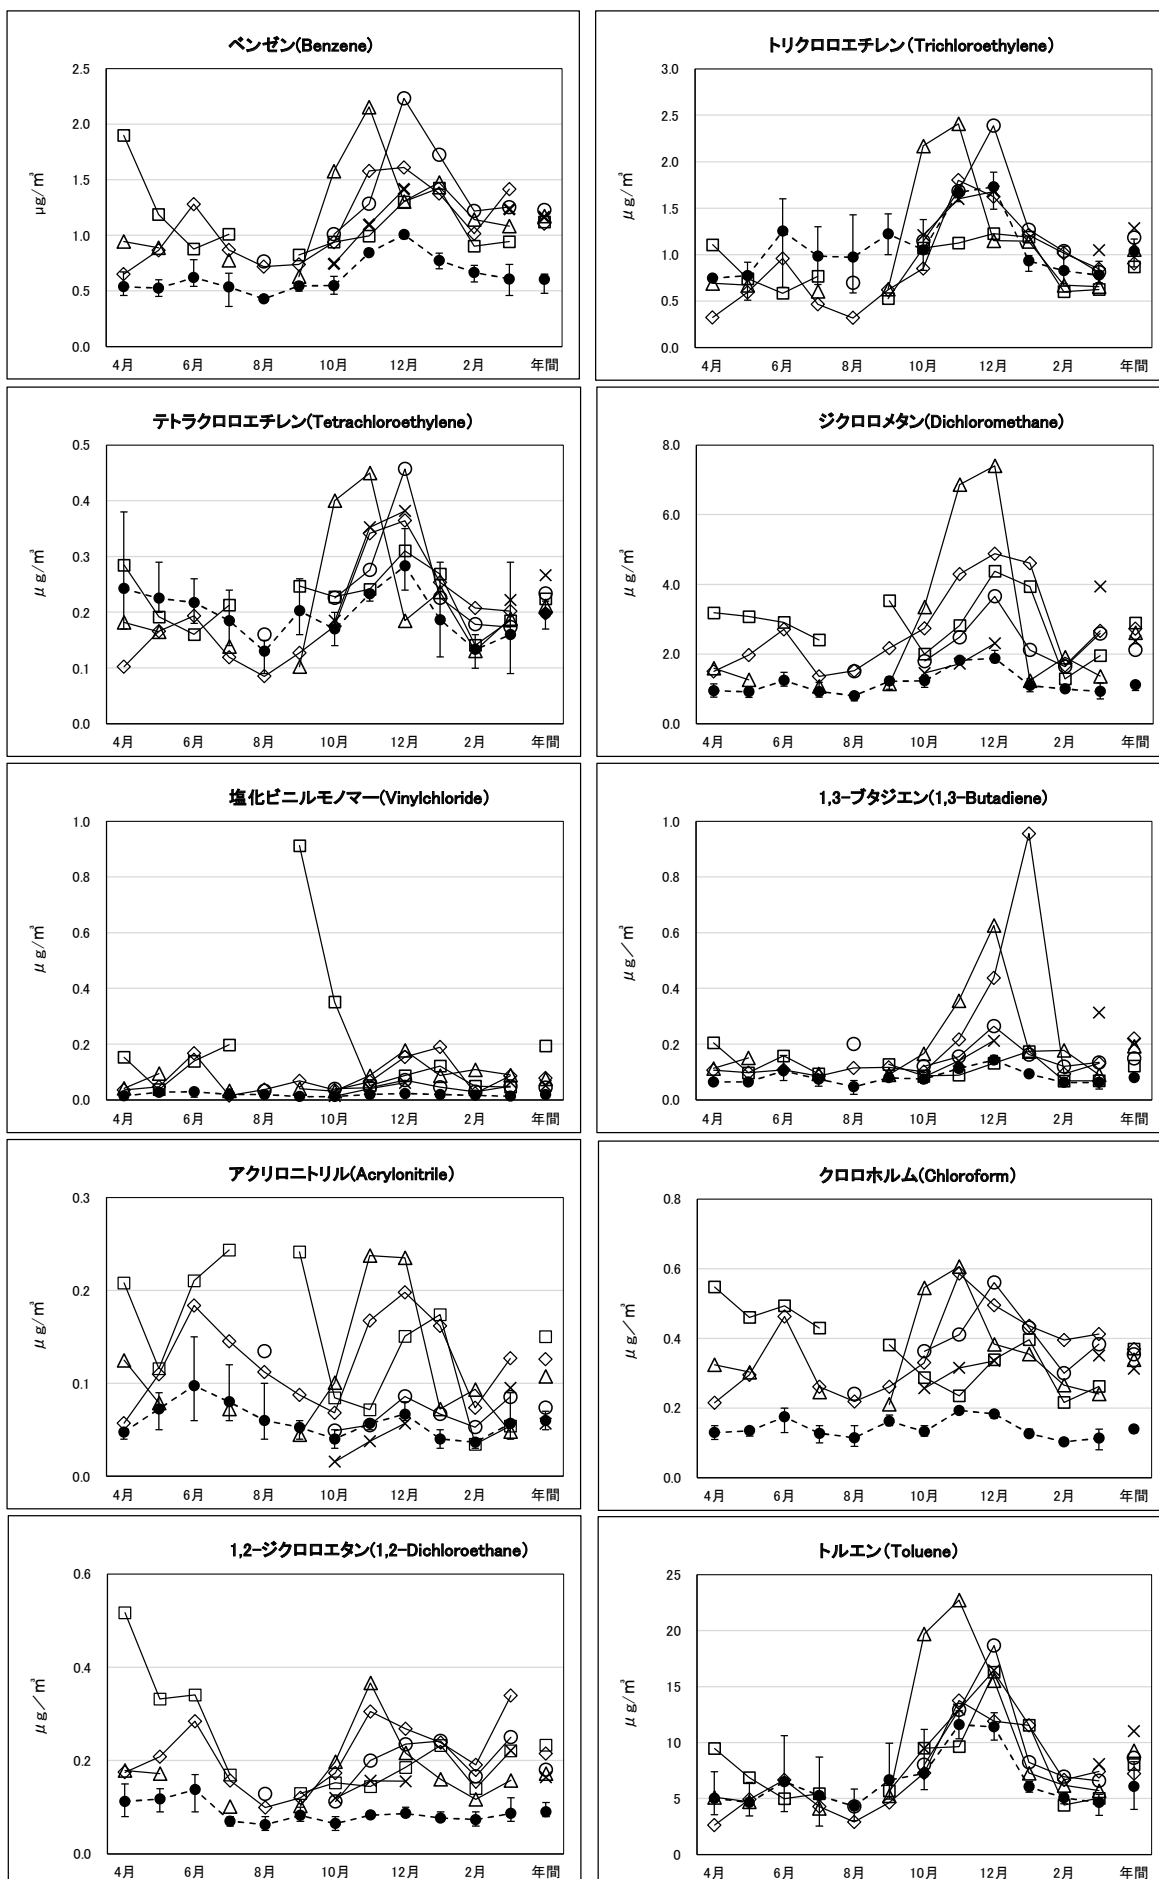 ベンゼン(Benzene)
μg/㎥
2.5
2.0
1.5
1.0
0.5
0.0
4月 6月 8月 10月 12月 2月 年間
トリクロロエチレン(Trichloroethylene)
μg/㎥
3.0
2.5
2.0
1.5
1.0
0.5
0.0
4月 6月 8月 10月 12月 2月 年間
テトラクロロエチレン(Tetrachloroethylene)
μg/㎥
0.5
0.4
0.3
0.2
0.1
0.0
4月 6月 8月 10月 12月 2月 年間
ジクロロメタン(Dichloromethane)
μg/㎥
8.0
6.0
4.0
2.0
0.0
4月 6月 8月 10月 12月 2月 年間
塩化ビニルモノマー(Vinylchloride)
μg/㎥
1.0
0.8
0.6
0.4
0.2
0.0
4月 6月 8月 10月 12月 2月 年間
1,3-ブタジエン(1,3-Butadiene)
μg/㎥
1.0
0.8
0.6
0.4
0.2
0.0
4月 6月 8月 10月 12月 2月 年間
アクリロニトリル(Acrylonitrile)
μg/㎥
0.3
0.2
0.1
0.0
4月 6月 8月 10月 12月 2月 年間
クロロホルム(Chloroform)
μg/㎥
0.8
0.6
0.4
0.2
0.0
4月 6月 8月 10月 12月 2月 年間
1,2-ジクロロエタン(1,2-Dichloroethane)
μg/㎥
0.6
0.4
0.2
0.0
4月 6月 8月 10月 12月 2月 年間
トルエン(Toluene)
μg/㎥
25
20
15
10
5
0
4月 6月 8月 10月 12月 2月 年間